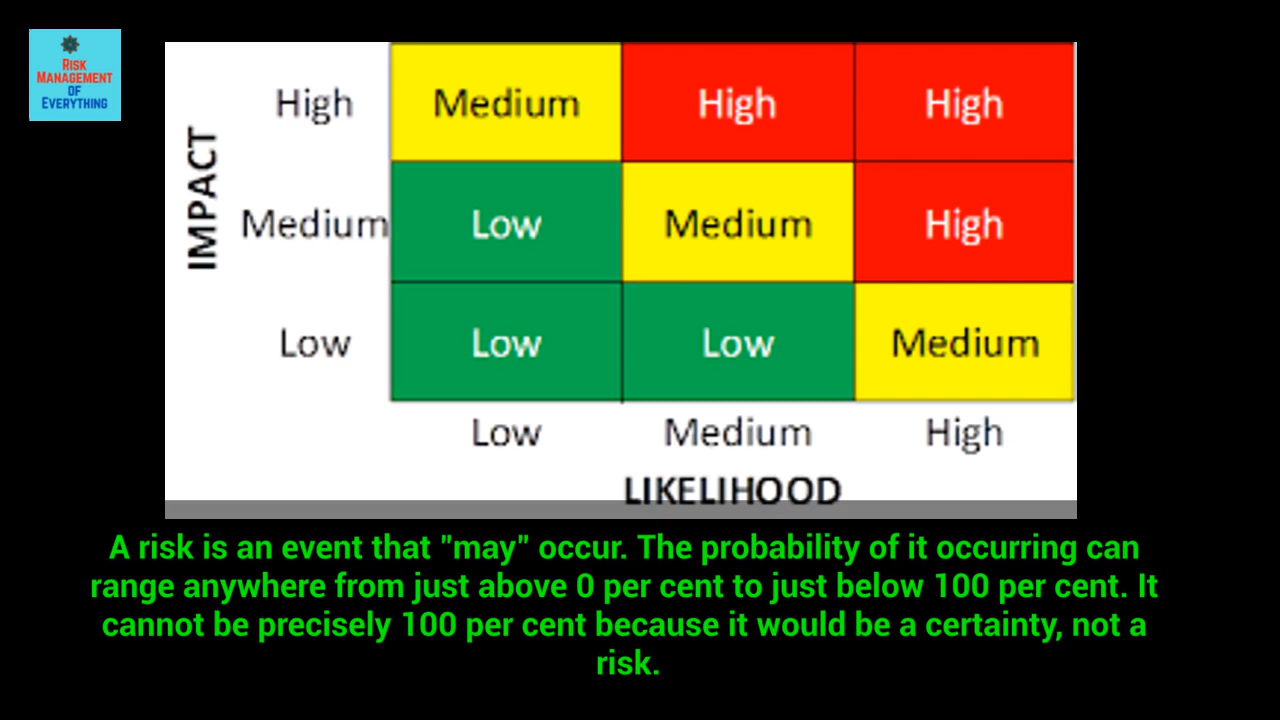 RISK
MANAGEMENT
OF
EVERYTHING
IMPACT
High Medium High High
Medium Low Medium High
Low Low Low Medium
Low Medium High
LIKELIHOOD
A risk is an event that "may" occur. The probability of it occurring can
range anywhere from just above 0 per cent to just below 100 per cent. It
cannot be precisely 100 per cent because it would be a certainty, not a
risk.